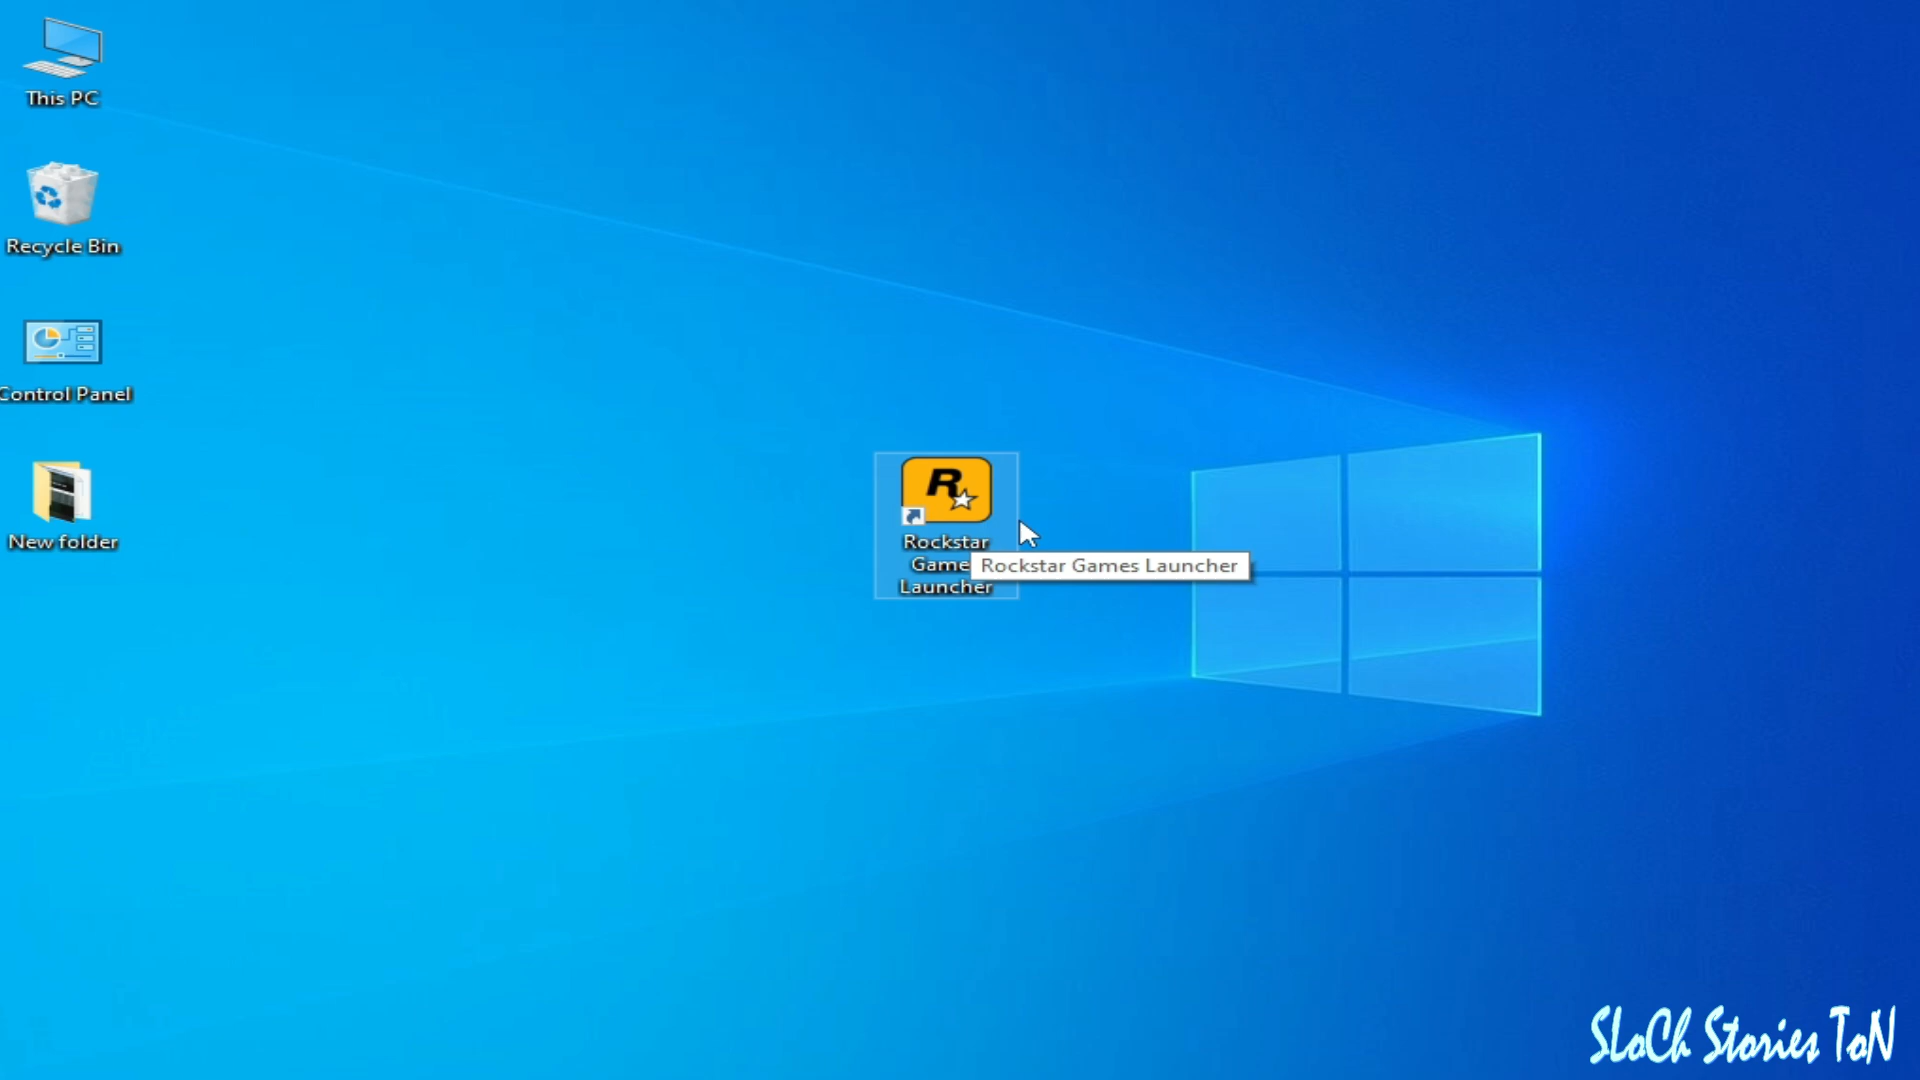 This PC
Recycle Bin
Control Panel
New folder
R
Rockstar
Game
Launcher
Rockstar Games Launcher
SLoCh Stories ToN